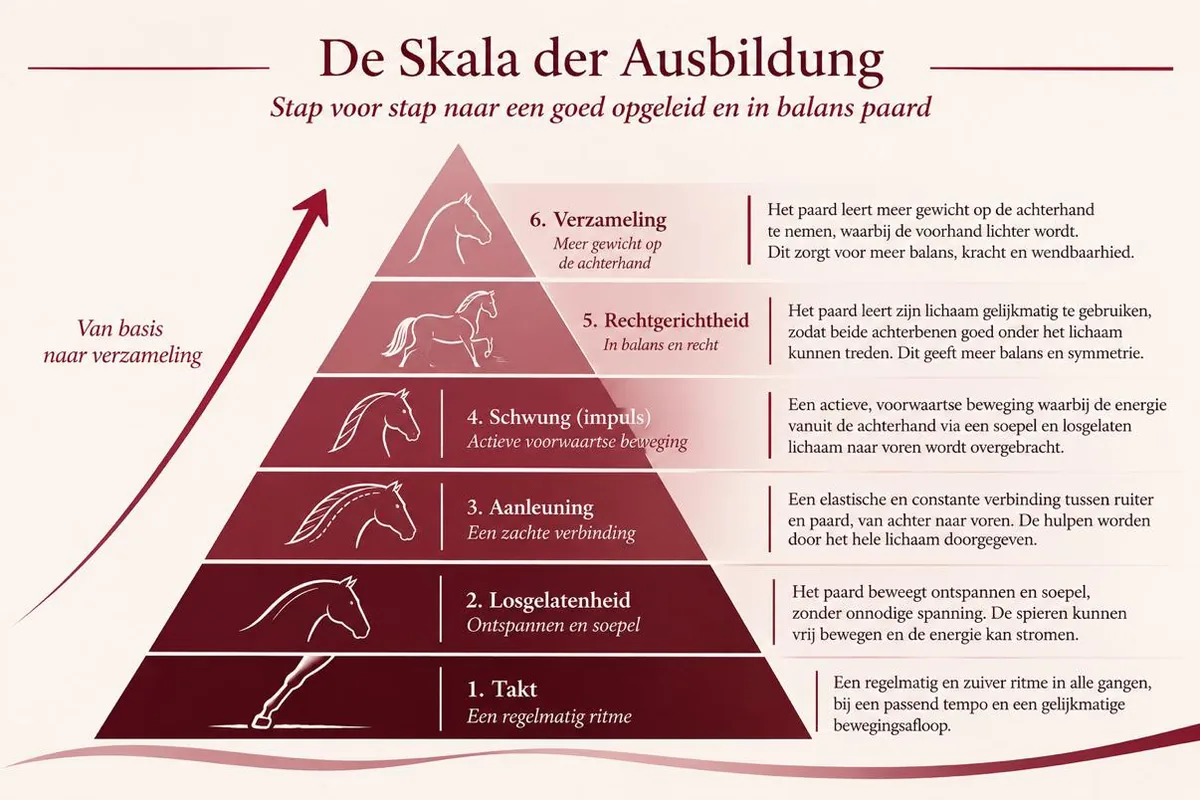 De Skala der Ausbildung
Stap voor stap naar een goed opgeleid en in balans paard
Van basis
naar verzameling
6. Verzameling
Meer gewicht op
de achterhand
Het paard leert meer gewicht op de achterhand
te nemen, waarbij de voorhand lichter wordt.
Dit zorgt voor meer balans, kracht en wendbaarhied.
5. Rechtgerichtheid
In balans en recht
Het paard leert zijn lichaam gelijkmatig te gebruiken,
zodat beide achterbenen goed onder het lichaam
kunnen treden. Dit geeft meer balans en symmetrie.
4. Schwung (impuls)
Actieve voorwaartse beweging
Een actieve, voorwaartse beweging waarbij de energie
vanuit de achterhand via een soepel en losgelaten
lichaam naar voren wordt overgebracht.
3. Aanleuning
Een zachte verbinding
Een elastische en constante verbinding tussen ruiter
en paard, van achter naar voren. De hulpen worden
door het hele lichaam doorgegeven.
2. Losgelatenheid
Ontspannen en soepel
Het paard beweegt ontspannen en soepel,
zonder onnodige spanning. De spieren kunnen
vrij bewegen en de energie kan stromen.
1. Takt
Een regelmatig ritme
Een regelmatig en zuiver ritme in alle gangen,
bij een passend tempo en een gelijkmatige
bewegingsafloop.